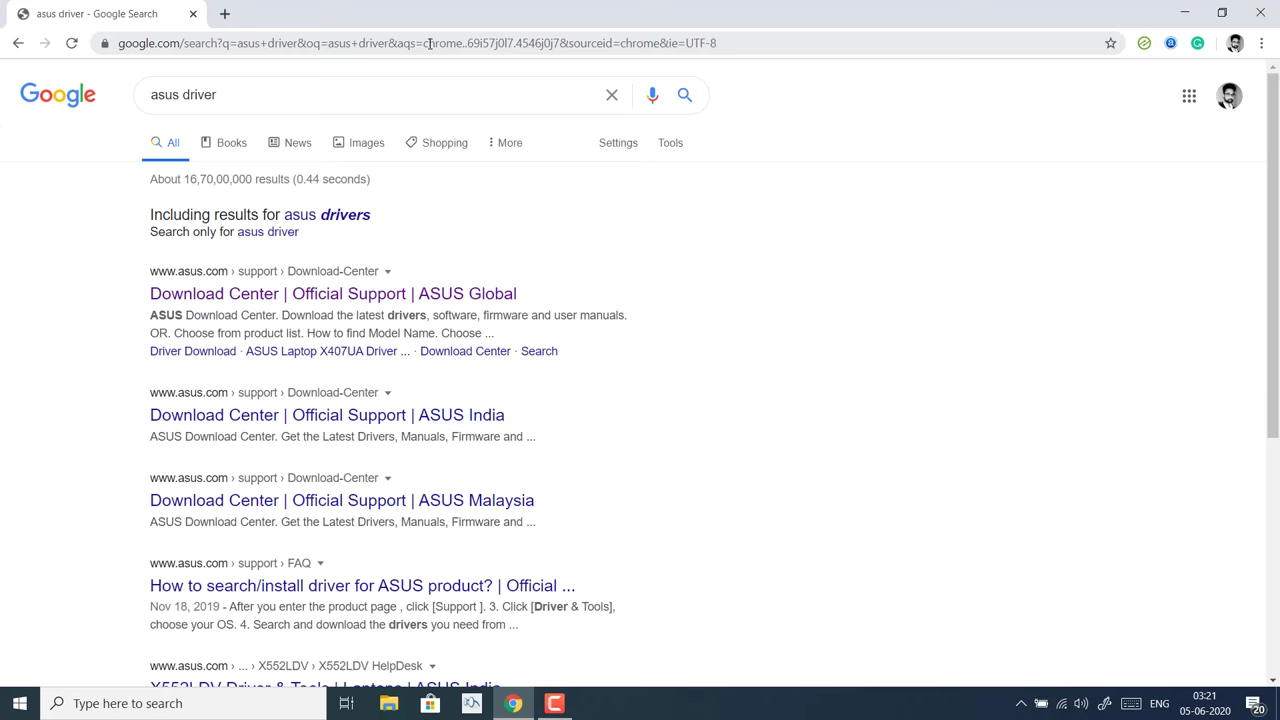 asus driver - Google Search
google.com/search?q=asus+driver&oq=asus+driver&aqs=chrome..69i57j0l7.4546j0j7&sourceid=chrome&ie=UTF-8
Google
asus driver
All Books News Images Shopping More Settings Tools
About 16,70,00,000 results (0.44 seconds)
Including results for asus drivers
Search only for asus driver
www.asus.com › support › Download-Center
Download Center | Official Support | ASUS Global
ASUS Download Center. Download the latest drivers, software, firmware and user manuals.
OR. Choose from product list. How to find Model Name. Choose ...
Driver Download · ASUS Laptop X407UA Driver ... · Download Center · Search
www.asus.com › support › Download-Center
Download Center | Official Support | ASUS India
ASUS Download Center. Get the Latest Drivers, Manuals, Firmware and ...
www.asus.com › support › Download-Center
Download Center | Official Support | ASUS Malaysia
ASUS Download Center. Get the Latest Drivers, Manuals, Firmware and ...
www.asus.com › support › FAQ
How to search/install driver for ASUS product? | Official ...
Nov 18, 2019 - After you enter the product page , click [Support ]. 3. Click [Driver & Tools],
choose your OS. 4. Search and download the drivers you need from ...
www.asus.com › ... › X552LDV › X552LDV HelpDesk
X552LDV Driver & Tools | Laptops | ASUS India
Type here to search
ENG
03:21
05-06-2020
20